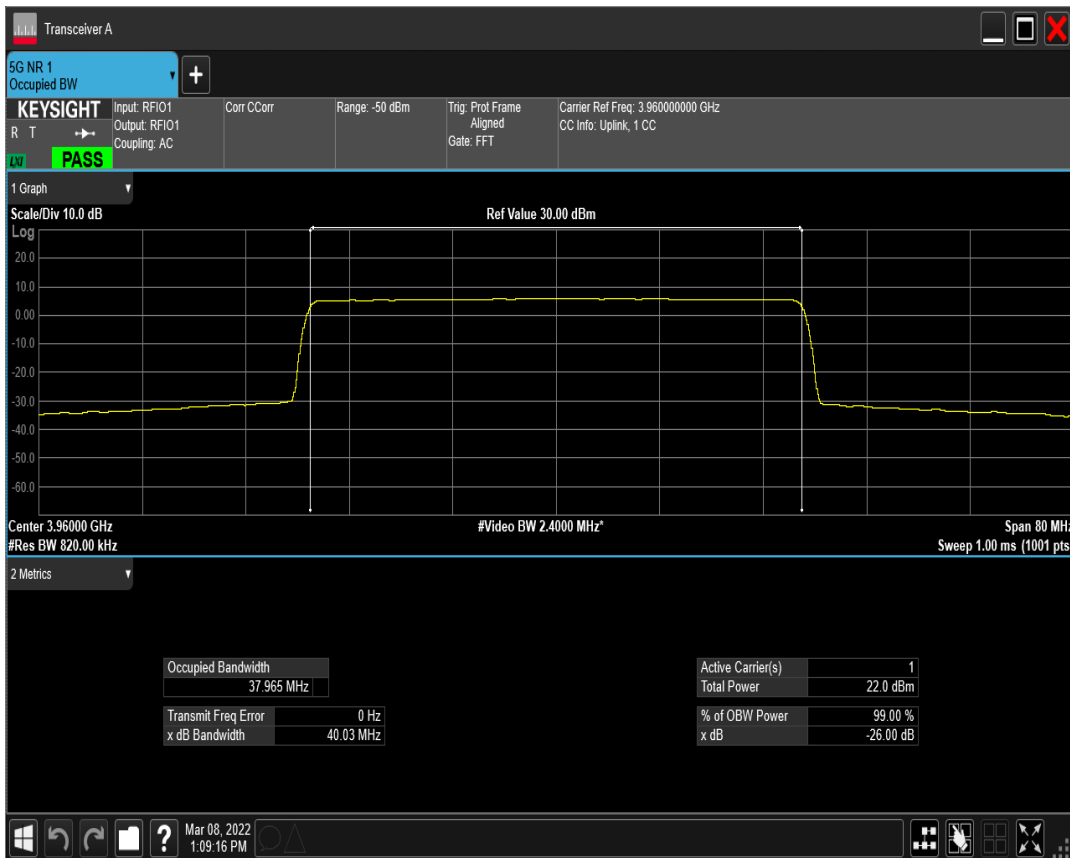 Transceiver A
5G NR 1
Occupied BW
KEYSIGHT
R T
LXI
PASS
Input: RFIO1
Output: RFIO1
Coupling: AC
Corr CCorr
Range: -50 dBm
Trig: Prot Frame
Aligned
Gate: FFT
Carrier Ref Freq: 3.960000000 GHz
CC Info: Uplink, 1 CC
1 Graph
Scale/Div 10.0 dB
Ref Value 30.00 dBm
Log
20.0
10.0
0.00
-10.0
-20.0
-30.0
-40.0
-50.0
-60.0
Center 3.96000 GHz
#Video BW 2.4000 MHz*
Span 80 MHz
#Res BW 820.00 kHz
Sweep 1.00 ms (1001 pts
2 Metrics
Occupied Bandwidth
37.965 MHz
Transmit Freq Error 0 Hz
x dB Bandwidth 40.03 MHz
Active Carrier(s) 1
Total Power 22.0 dBm
% of OBW Power 99.00 %
x dB -26.00 dB
?
Mar 08, 2022
1:09:16 PM